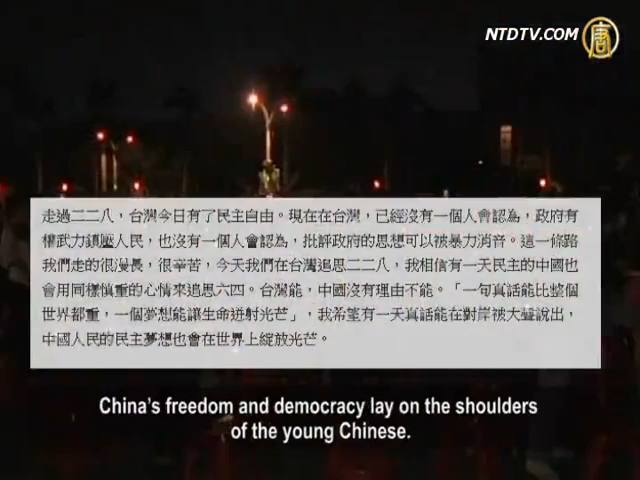 NTDTV.COM
唐
走過二二八，台灣今日有了民主自由。現在在台灣，已經沒有一個人會認為，政府有
權武力鎮壓人民，也沒有一個人會認為，批評政府的思想可以被暴力消音。這一條路
我們走的很漫長，很辛苦，今天我們在台灣追思二二八，我相信有一天民主的中國也
會用同樣慎重的心情來追思六四。台灣能，中國沒有理由不能。「一句真話能比整個
世界都重，一個夢想能讓生命迸射光芒」，我希望有一天真話能在對岸被大聲說出，
中國人民的民主夢想也會在世界上綻放光芒。
China's freedom and democracy lay on the shoulders
of the young Chinese.